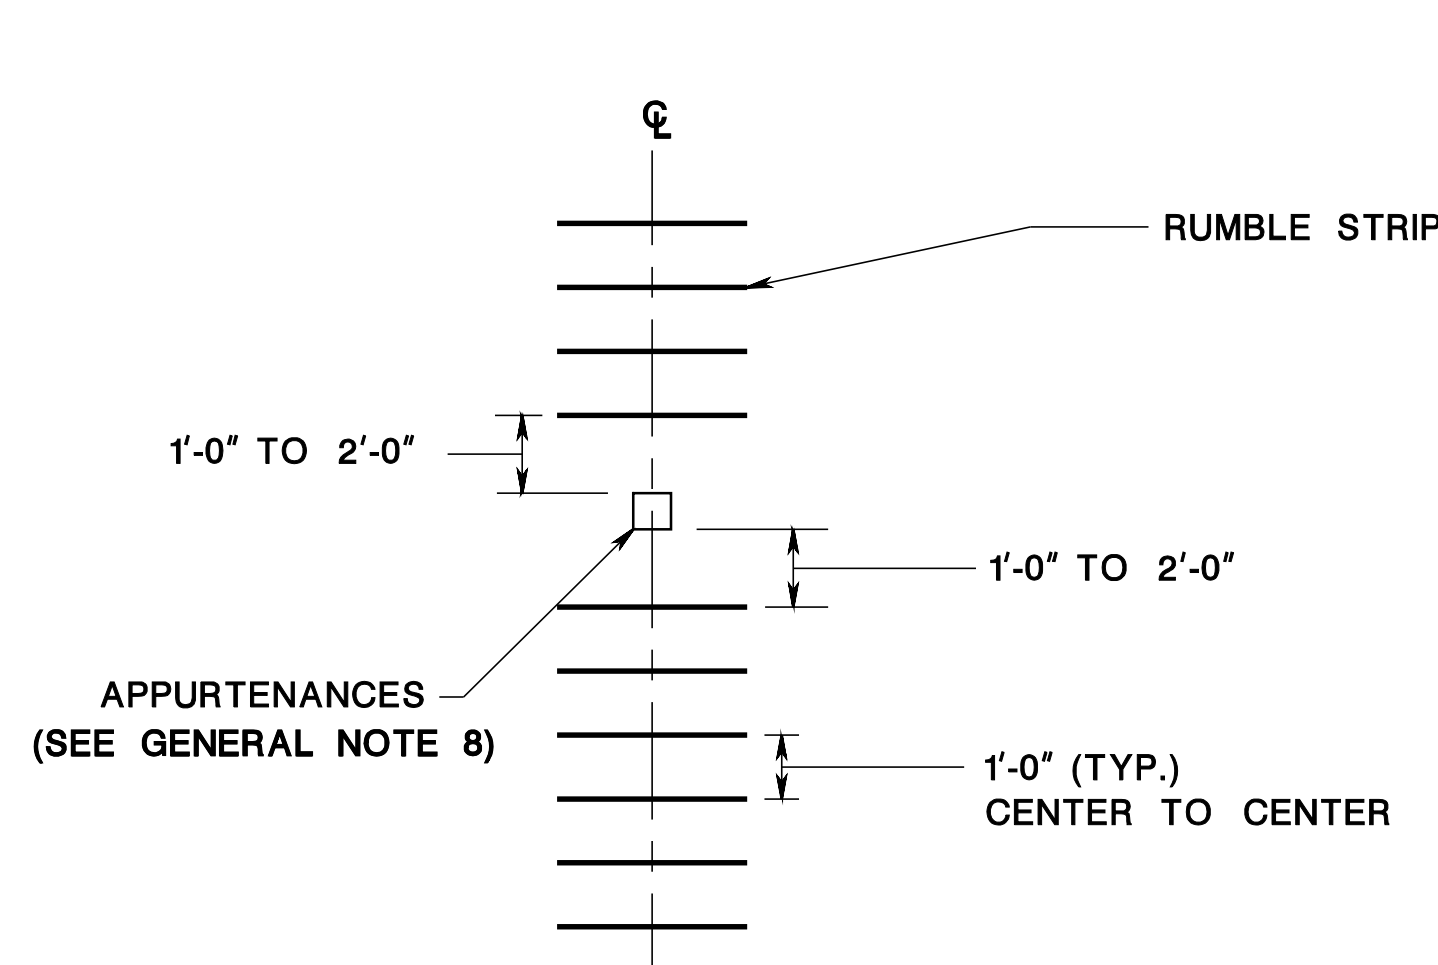 ℄
RUMBLE STRIP
1'-0" TO 2'-0"
1'-0" TO 2'-0"
APPURTENANCES
(SEE GENERAL NOTE 8)
1'-0" (TYP.)
CENTER TO CENTER